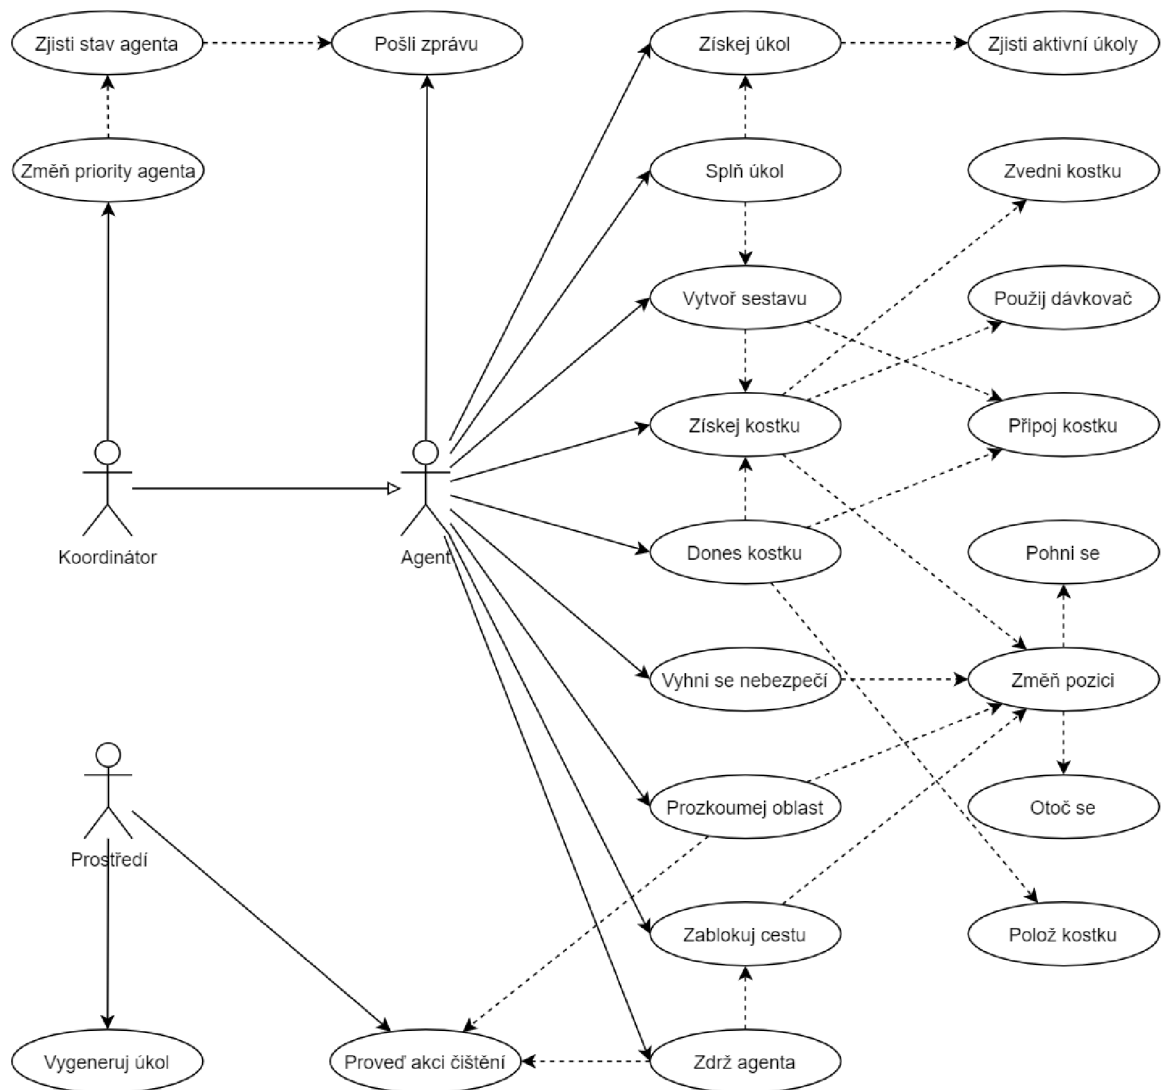 Zjisti stav agenta
Pošli zprávu
Získej úkol
Zjisti aktivní úkoly
Změň priority agenta
Splň úkol
Zvedni kostku
Vytvoř sestavu
Použij dávkovač
Získej kostku
Připoj kostku
Koordinátor
Agent
Dones kostku
Pohni se
Vyhni se nebezpečí
Změň pozici
Prozkoumej oblast
Otoč se
Prostředí
Zablokuj cestu
Polož kostku
Vygeneruj úkol
Proveď akci čištění
Zdrž agenta